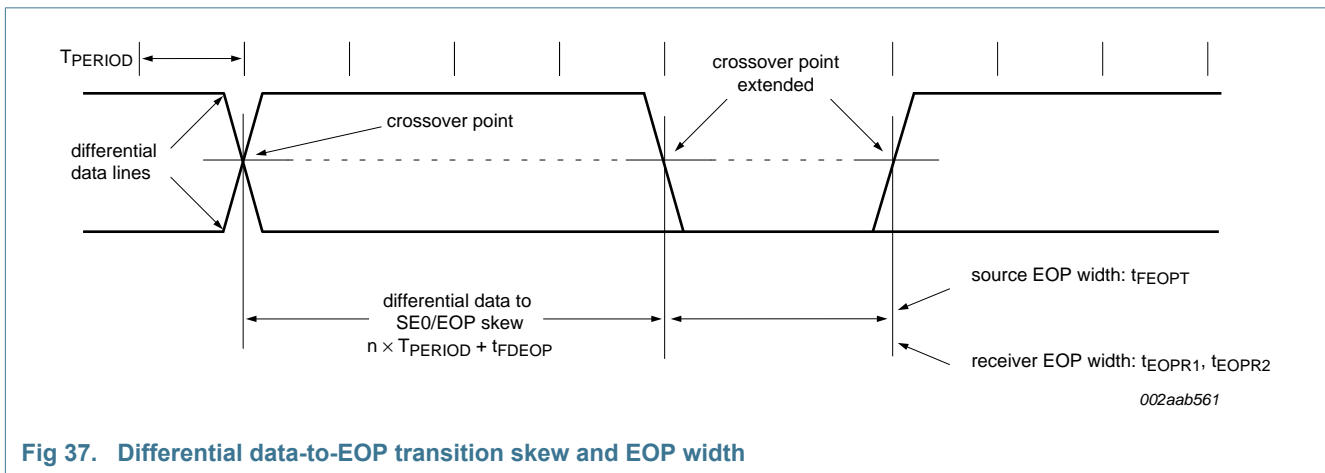 TPERIOD
crossover point
extended
crossover point
differential
data lines
source EOP width: tFEOPT
differential data to
SE0/EOP skew
n × TPERIOD + tFDEOP
receiver EOP width: tEOPR1, tEOPR2
002aab561
Fig 37. Differential data-to-EOP transition skew and EOP width